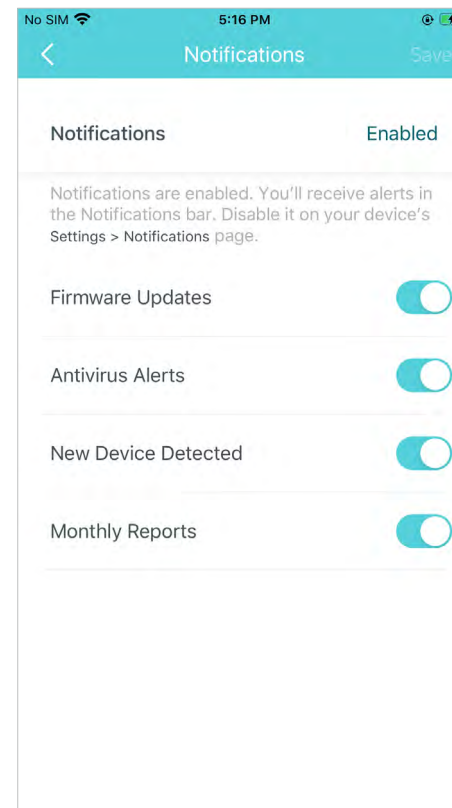 No SIM 5:16 PM
Notifications Save
Notifications Enabled
Notifications are enabled. You'll receive alerts in
the Notifications bar. Disable it on your device's
Settings > Notifications page.
Firmware Updates
Antivirus Alerts
New Device Detected
Monthly Reports